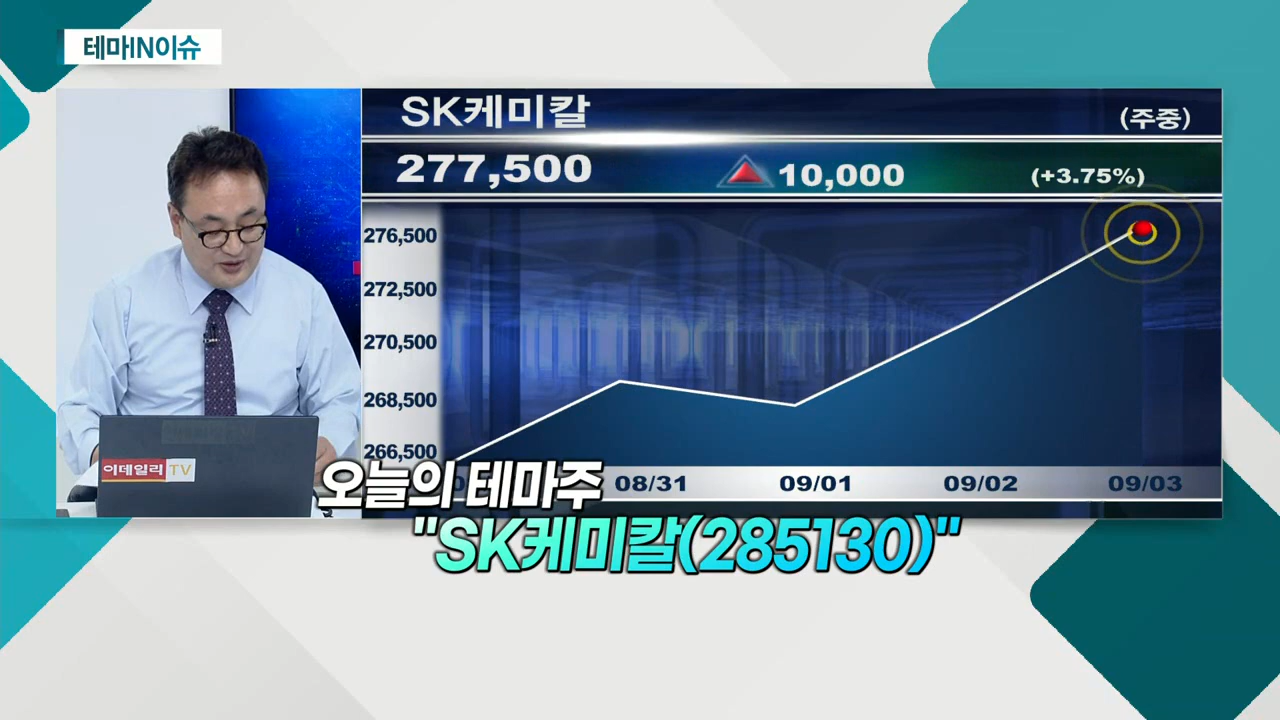 테마IN이슈
SK케미칼
(주중)
277,500 ▲ 10,000 (+3.75%)
276,500
272,500
270,500
268,500
266,500
08/31 09/01 09/02 09/03
이데일리TV
오늘의 테마주
"SK케미칼(285130)"